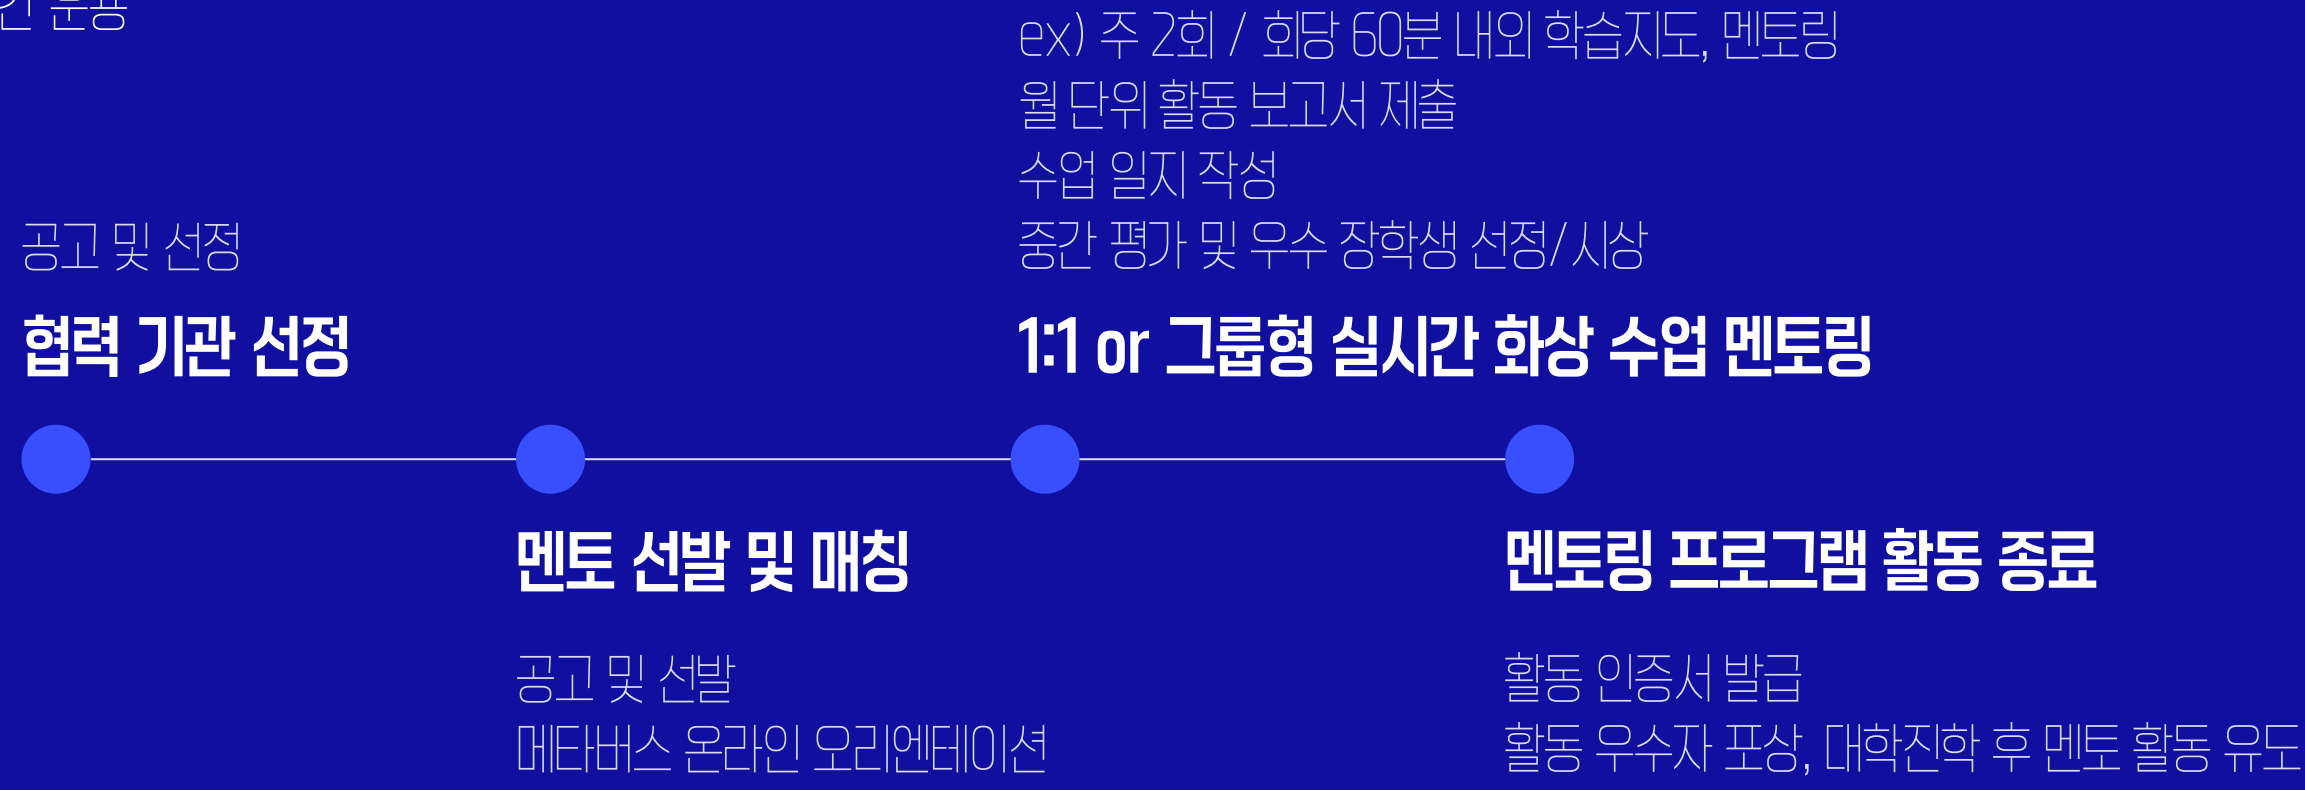 공고 및 선정
협력 기관 선정
멘토 선발 및 매칭
공고 및 선발
메타버스 온라인 오리엔테이션
ex) 주 2회 / 회당 60분 내외 학습지도, 멘토링
월 단위 활동 보고서 제출
수업 일지 작성
중간 평가 및 우수 장학생 선정/시상
1:1 or 그룹형 실시간 화상 수업 멘토링
멘토링 프로그램 활동 종료
활동 인증서 발급
활동 우수자 포상, 대학진학 후 멘토 활동 유도